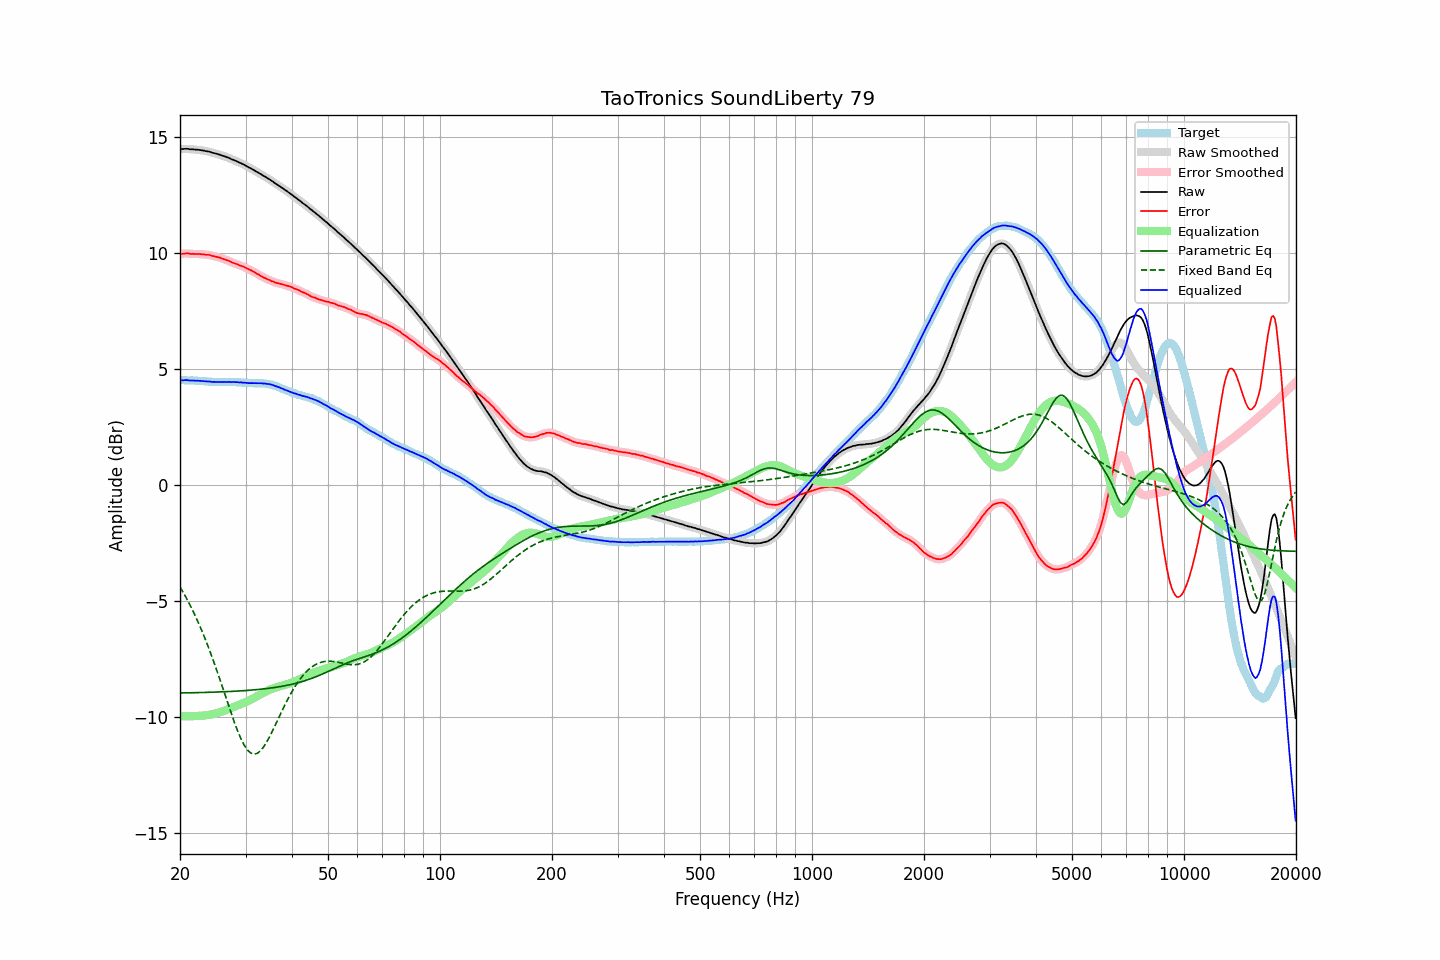 TaoTronics SoundLiberty 79
Target
Raw Smoothed
Error Smoothed
Raw
Error
Equalization
Parametric Eq
Fixed Band Eq
Equalized
Amplitude (dBr)
15
10
5
0
−5
−10
−15
20 50 100 200 500 1000 2000 5000 10000 20000
Frequency (Hz)